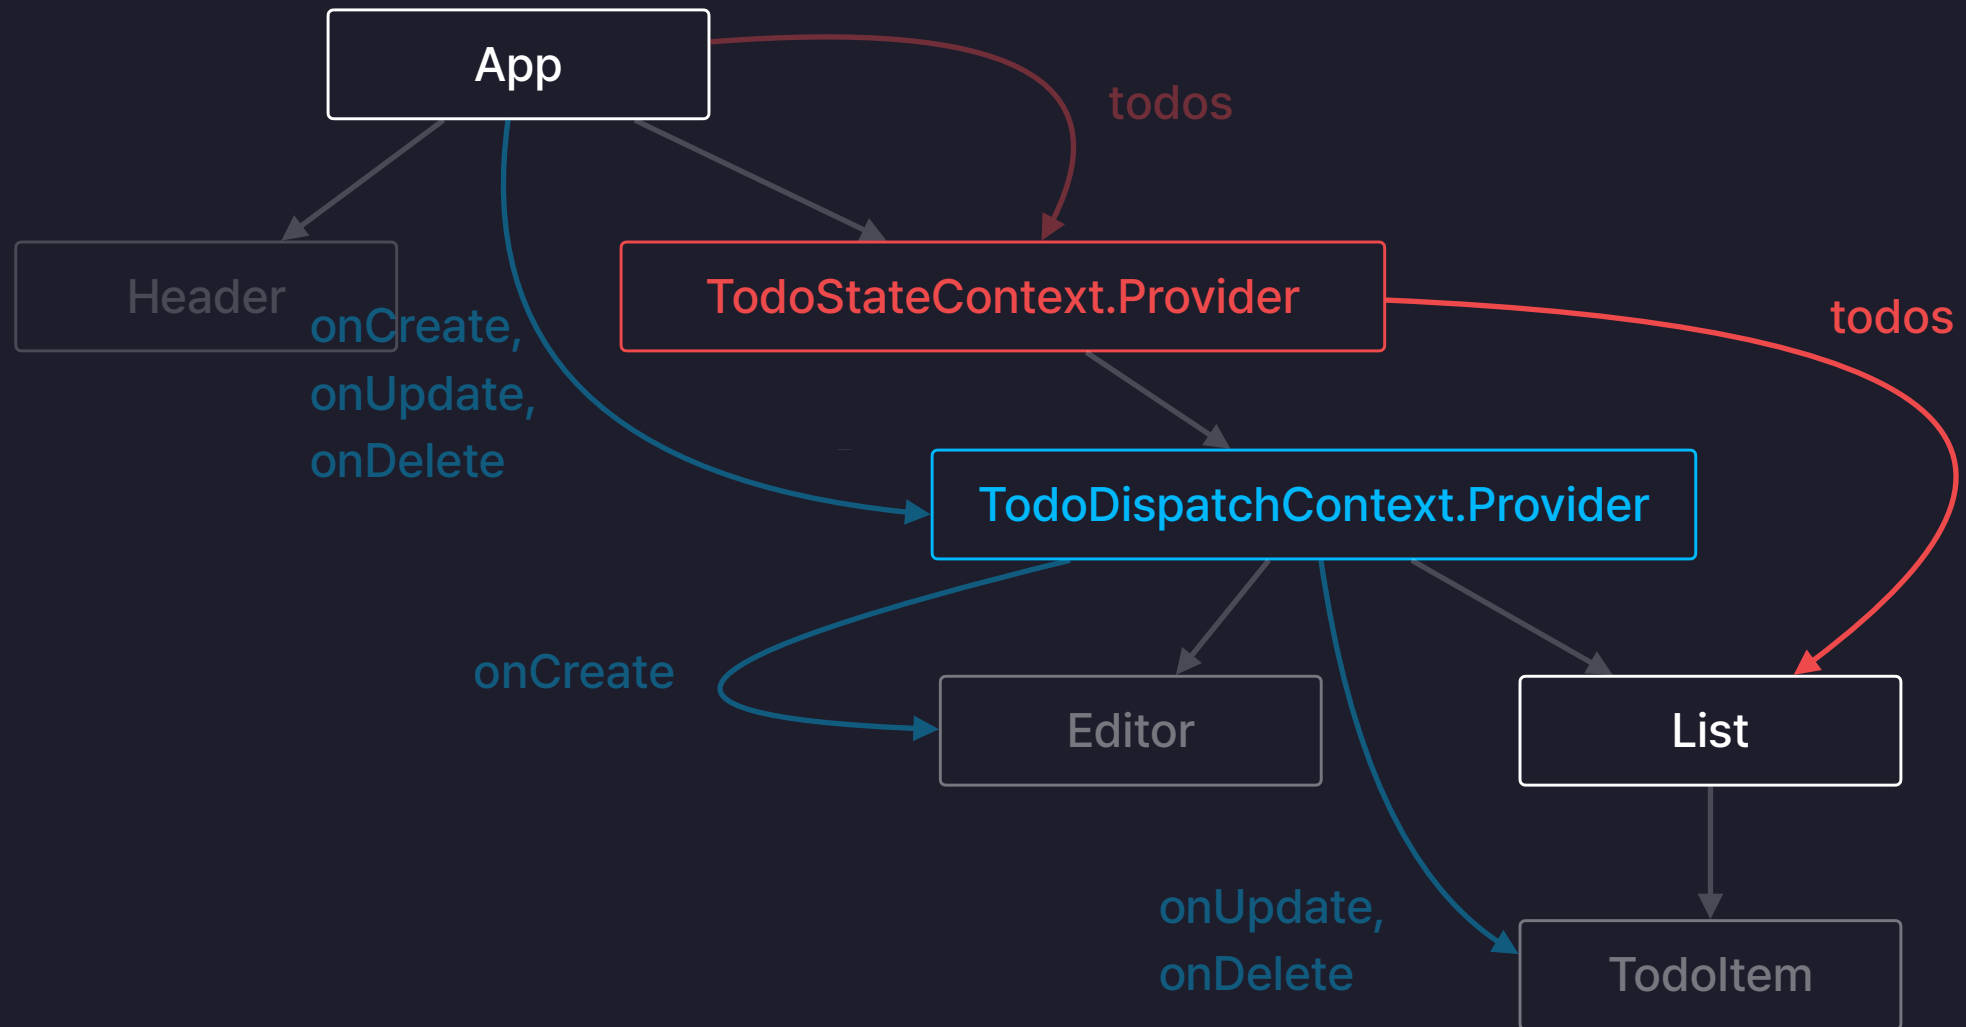 App
todos
Header
TodoStateContext.Provider
todos
onCreate,
onUpdate,
onDelete
TodoDispatchContext.Provider
onCreate
Editor
List
onUpdate,
onDelete
TodoItem